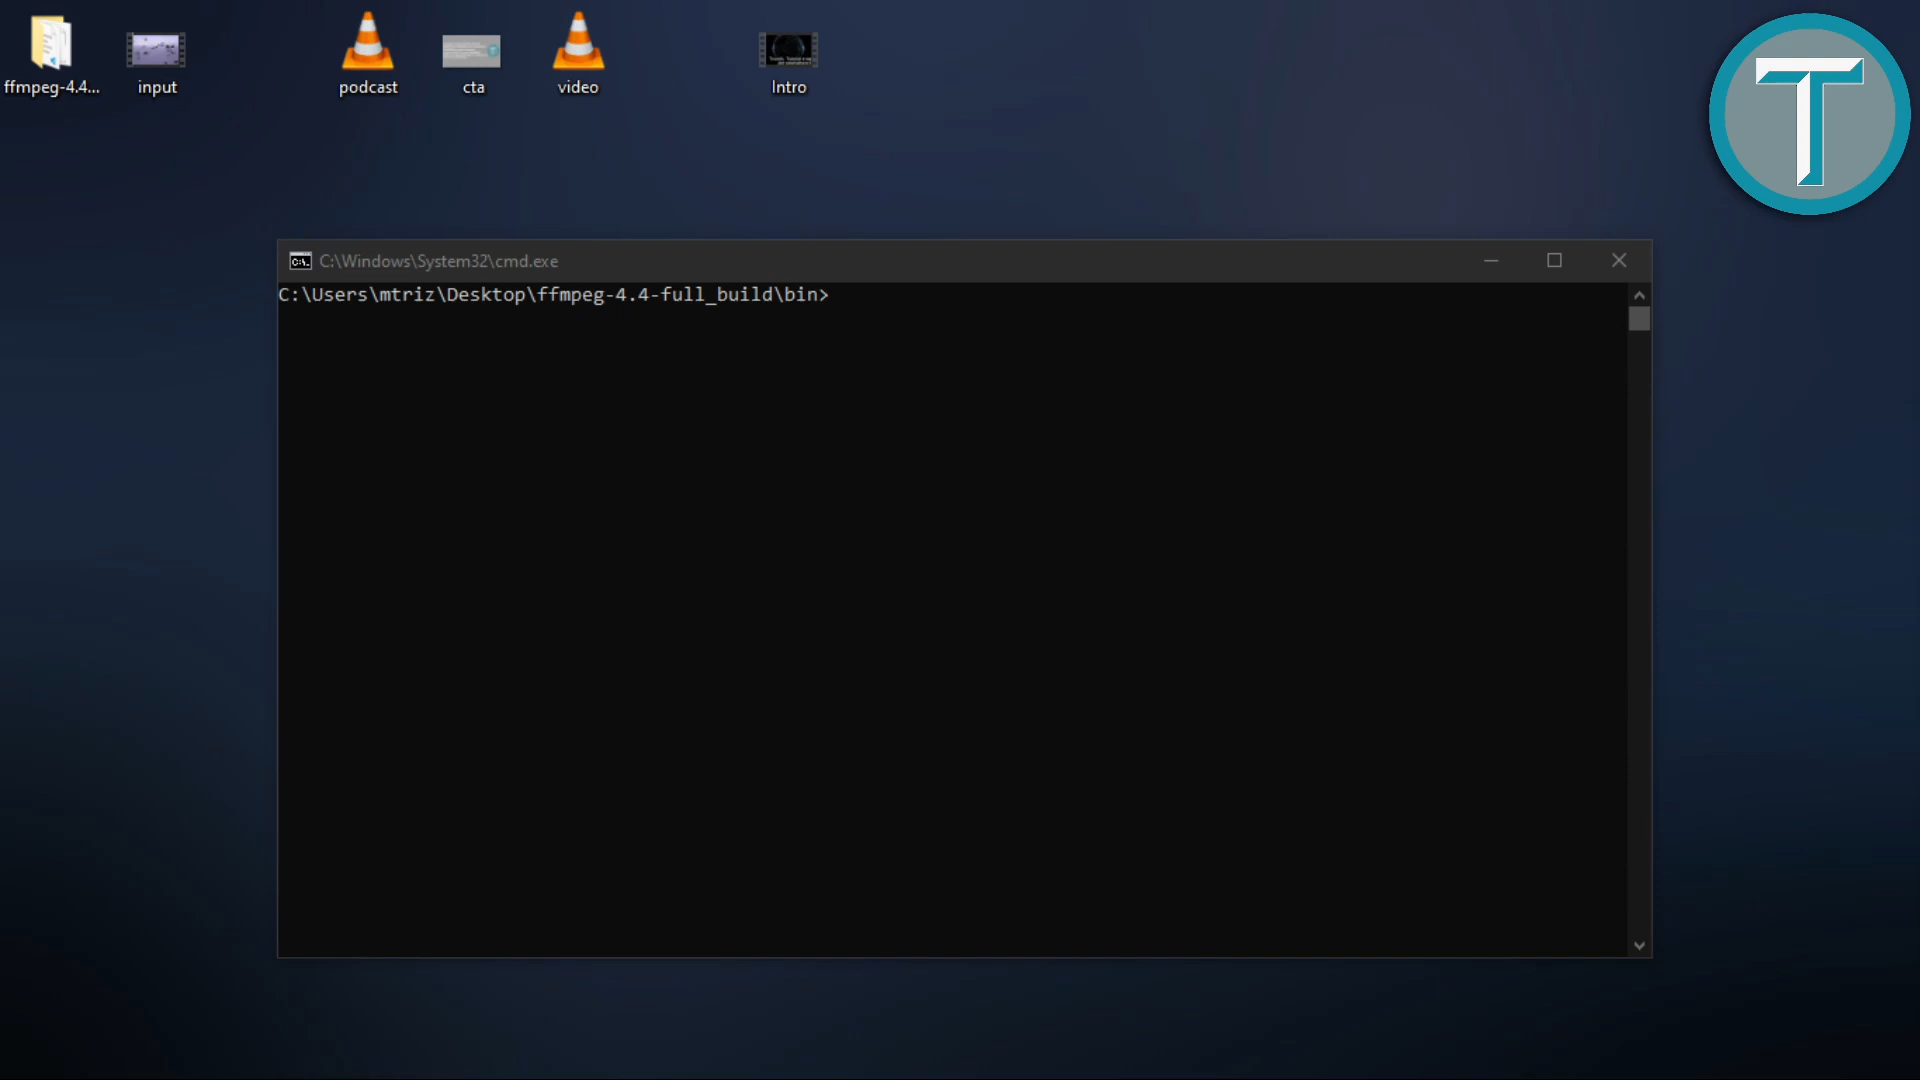 ffmpeg-4.4...
input
podcast
cta
video
Intro
T
C:\Windows\System32\cmd.exe
C:\Users\mtriz\Desktop\ffmpeg-4.4-full_build\bin>